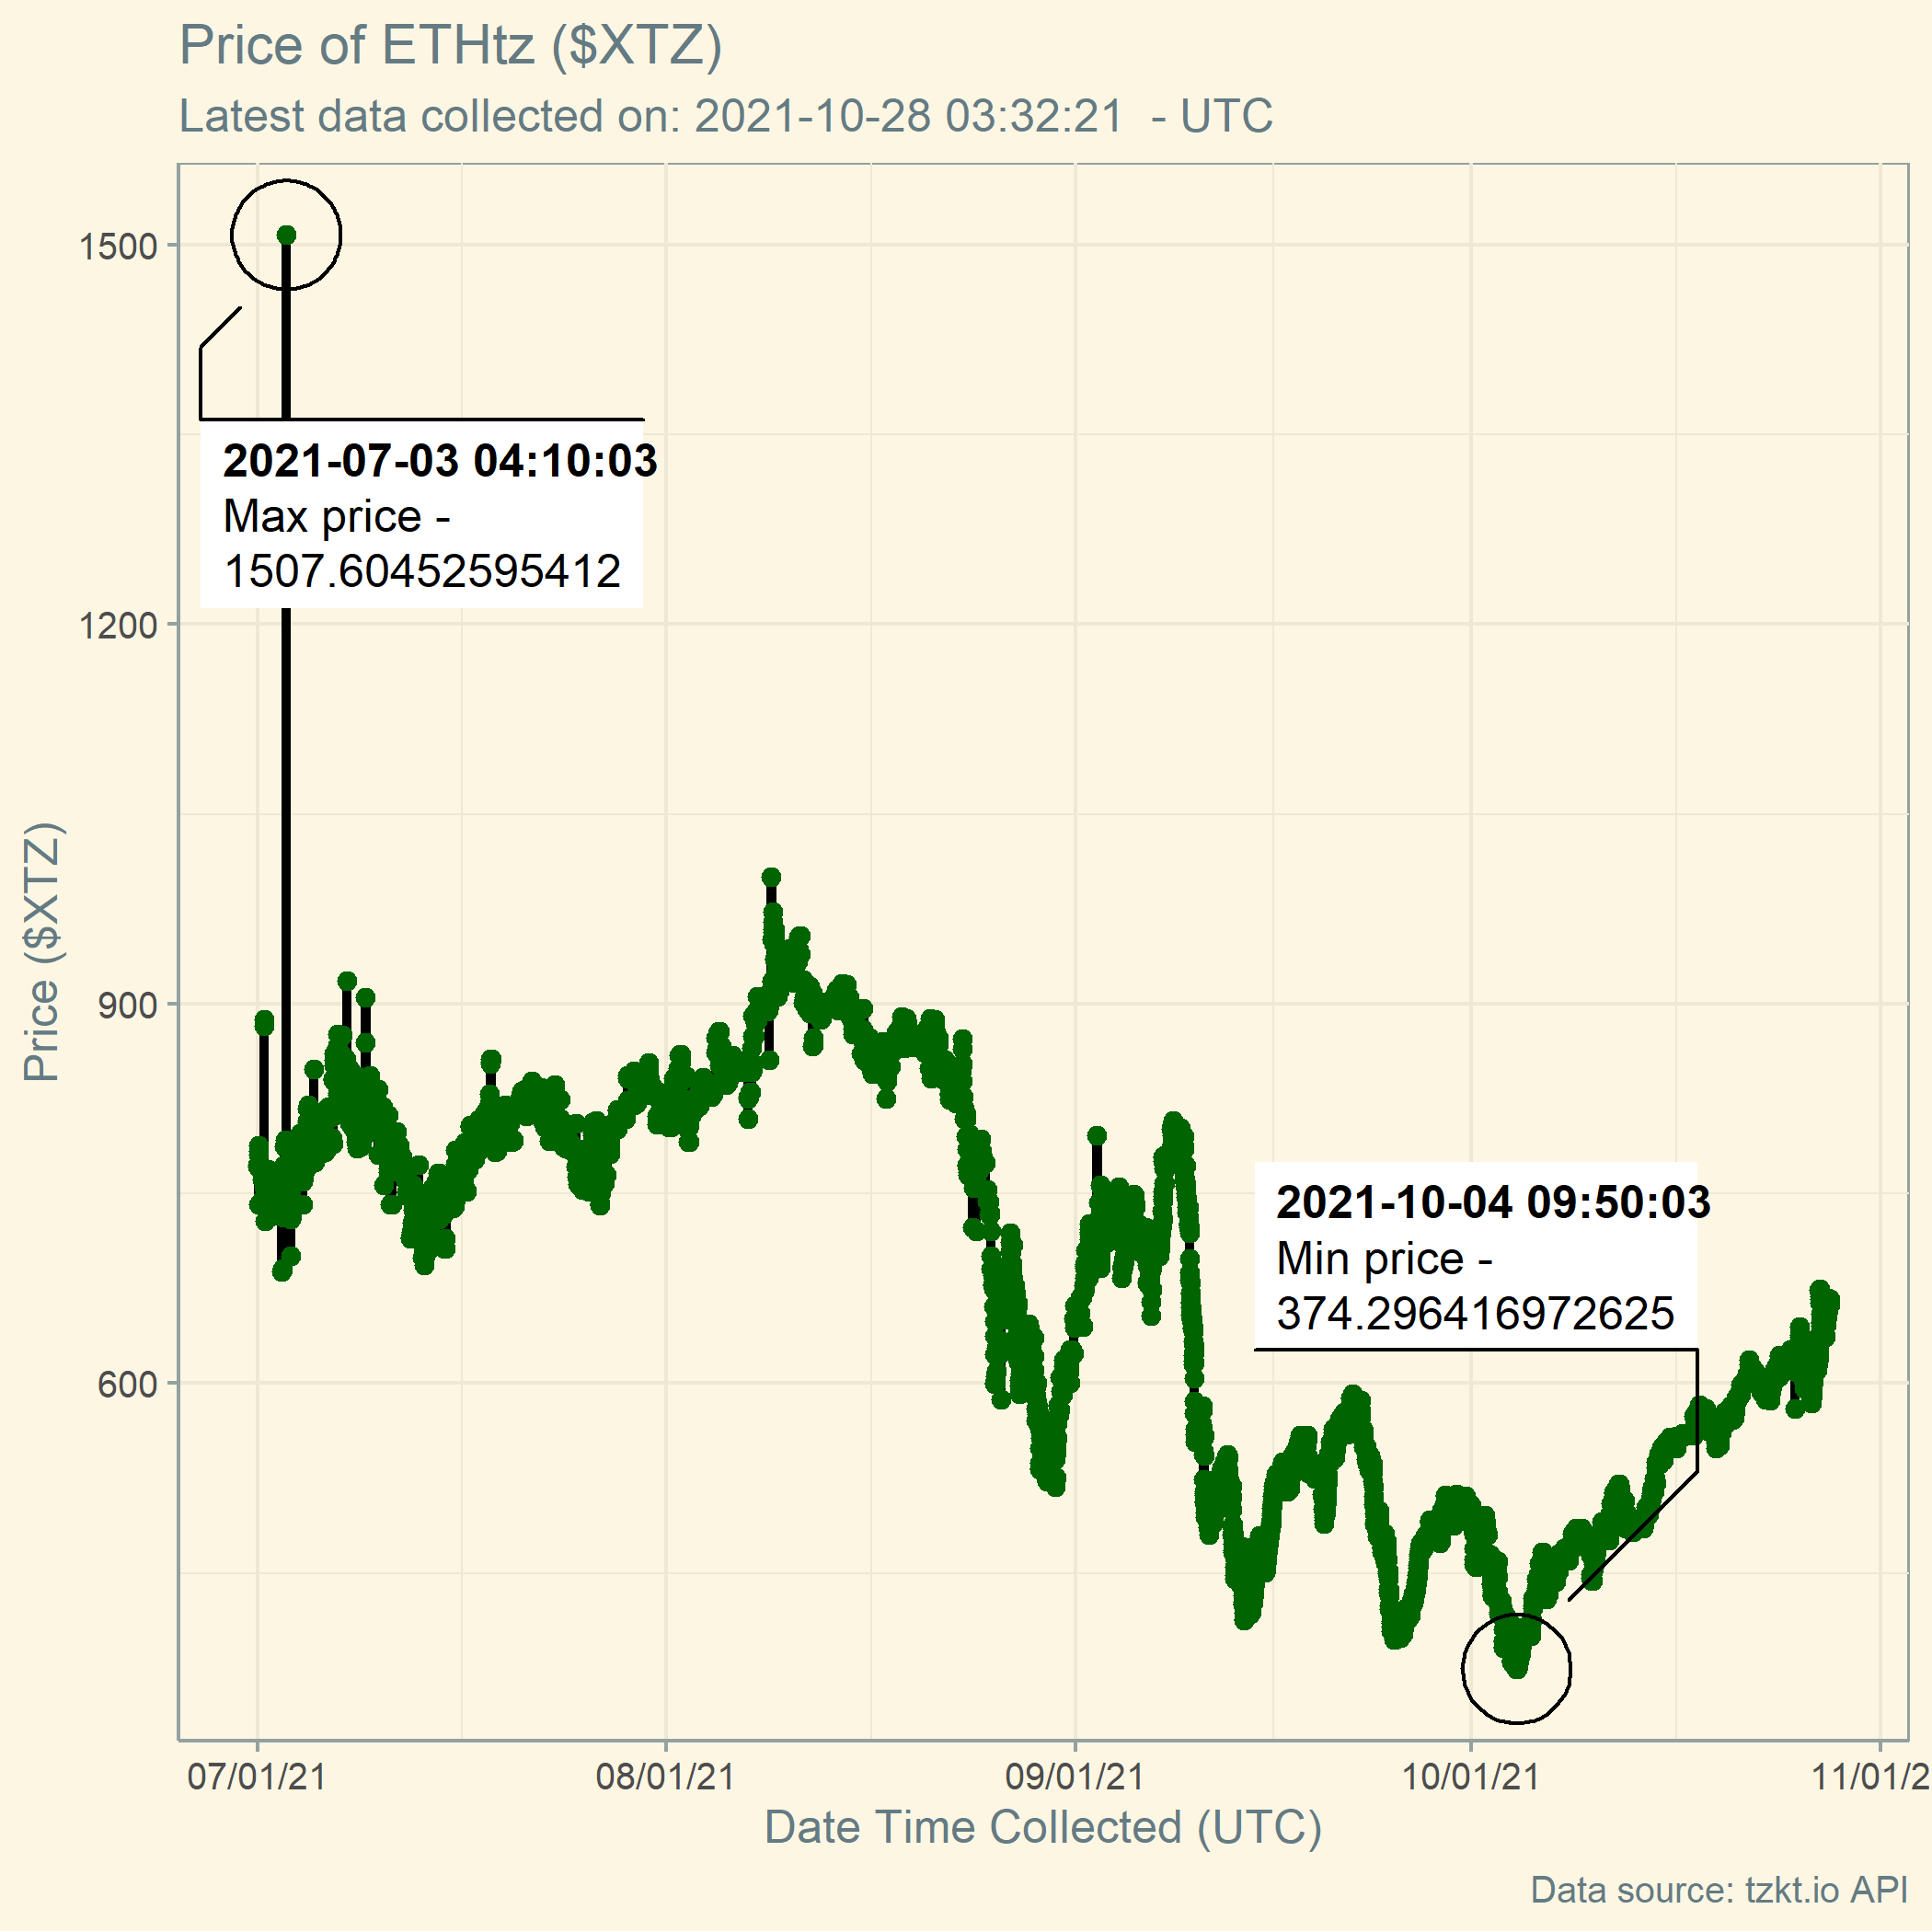 Price of ETHtz ($XTZ)
Latest data collected on: 2021-10-28 03:32:21  - UTC
1500
1200
900
600
Price ($XTZ)
2021-07-03 04:10:03
Max price -
1507.60452595412
2021-10-04 09:50:03
Min price -
374.296416972625
07/01/21
08/01/21
09/01/21
10/01/21
11/01/2
Date Time Collected (UTC)
Data source: tzkt.io API